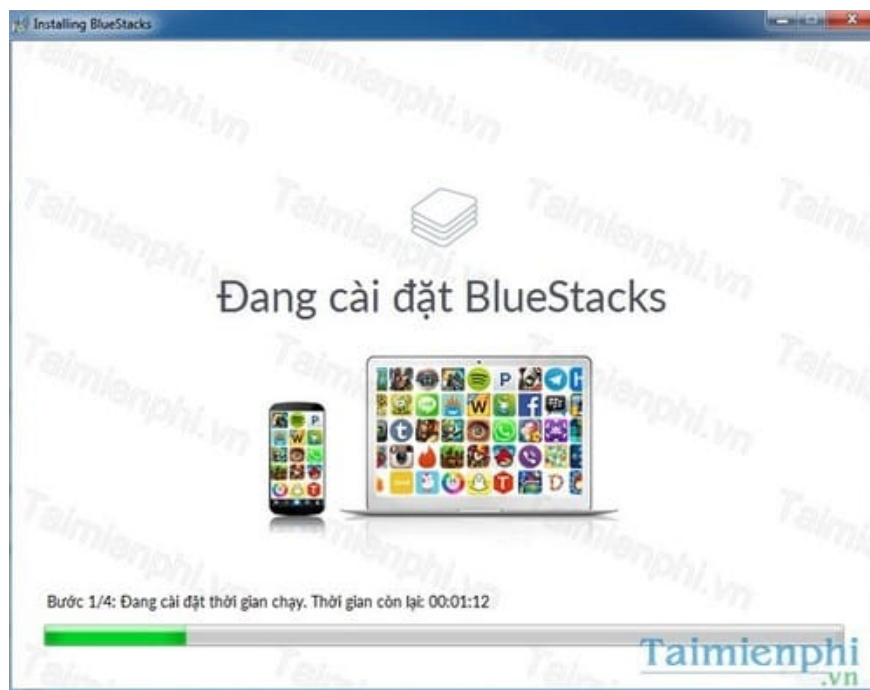 Installing BlueStacks
Đang cài đặt BlueStacks
Bước 1/4: Đang cài đặt thời gian chạy. Thời gian còn lại: 00:01:12
Taimienphi
.vn